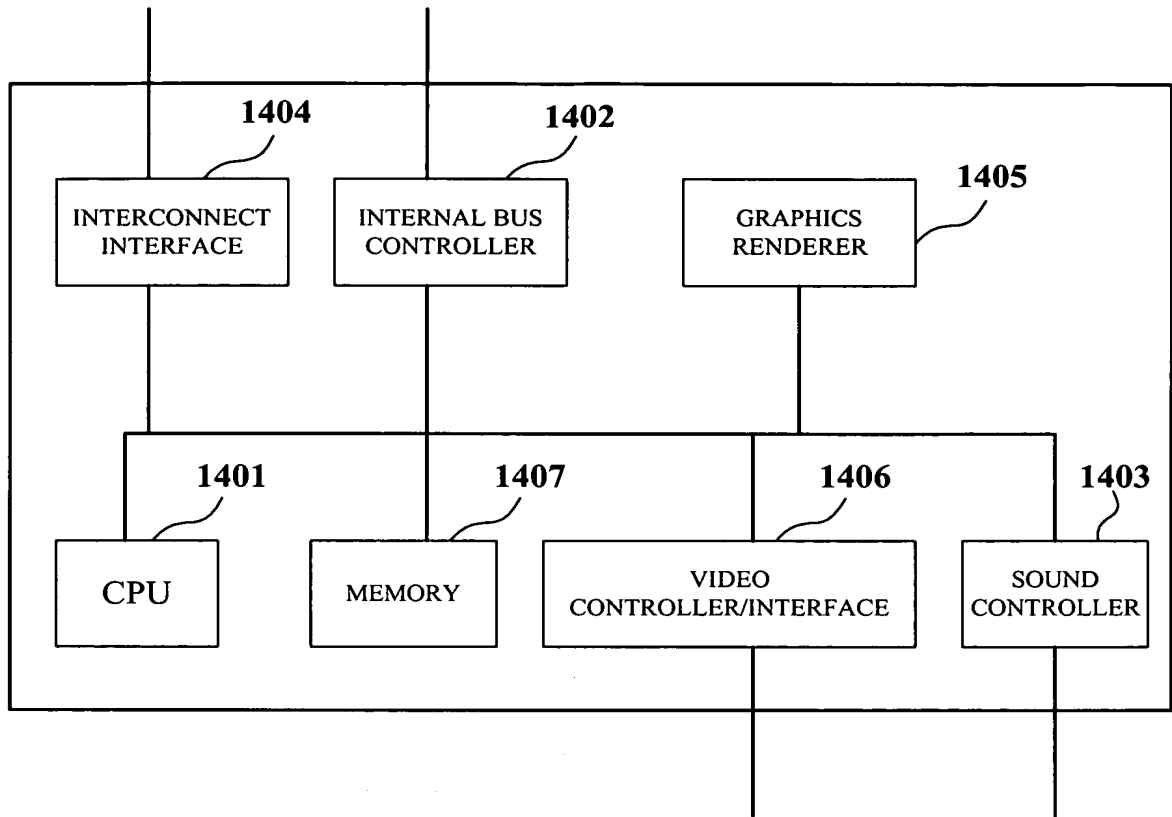 1404
1402
1405
INTERCONNECT
INTERFACE
INTERNAL BUS
CONTROLLER
GRAPHICS
RENDERER
1401
1407
1406
1403
CPU
MEMORY
VIDEO
CONTROLLER/INTERFACE
SOUND
CONTROLLER